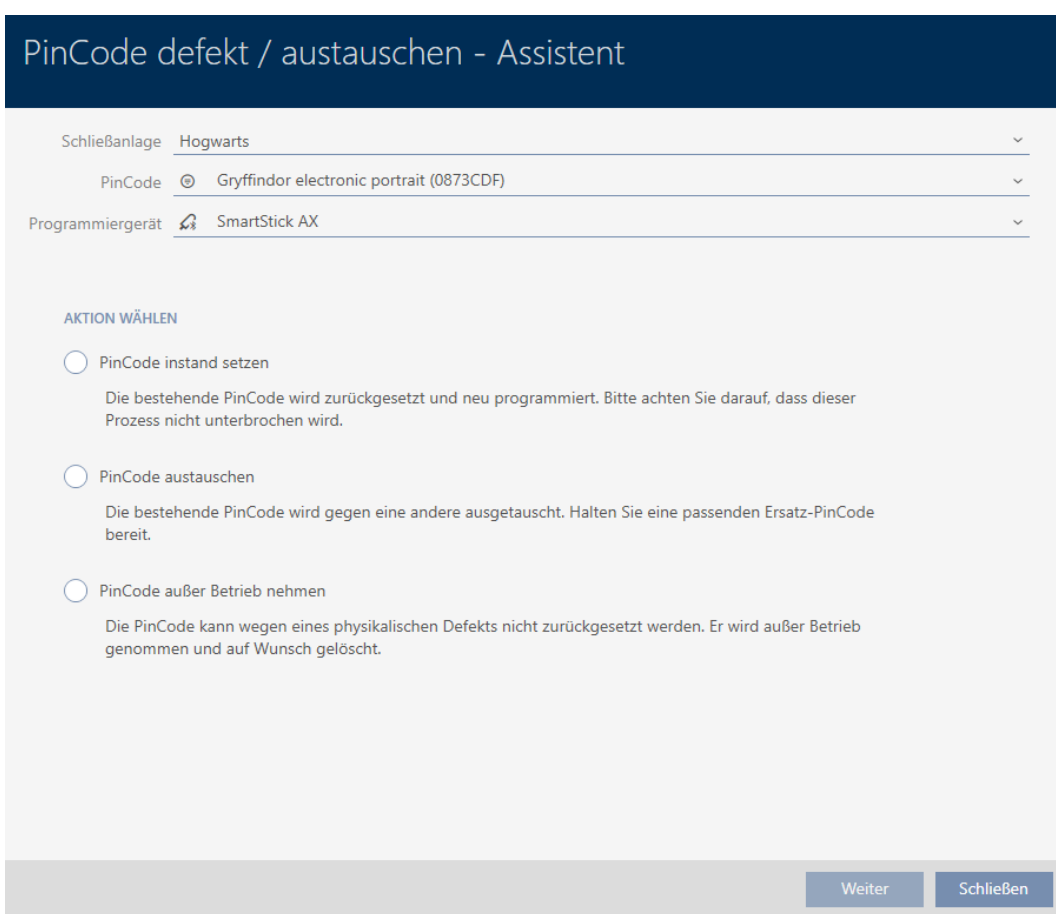 PinCode defekt / austauschen - Assistent
Schließanlage Hogwarts
PinCode Gryffindor electronic portrait (0873CDF)
Programmiergerät SmartStick AX
AKTION WÄHLEN
PinCode instand setzen
Die bestehende PinCode wird zurückgesetzt und neu programmiert. Bitte achten Sie darauf, dass dieser
Prozess nicht unterbrochen wird.
PinCode austauschen
Die bestehende PinCode wird gegen eine andere ausgetauscht. Halten Sie eine passenden Ersatz-PinCode
bereit.
PinCode außer Betrieb nehmen
Die PinCode kann wegen eines physikalischen Defekts nicht zurückgesetzt werden. Er wird außer Betrieb
genommen und auf Wunsch gelöscht.
Weiter Schließen